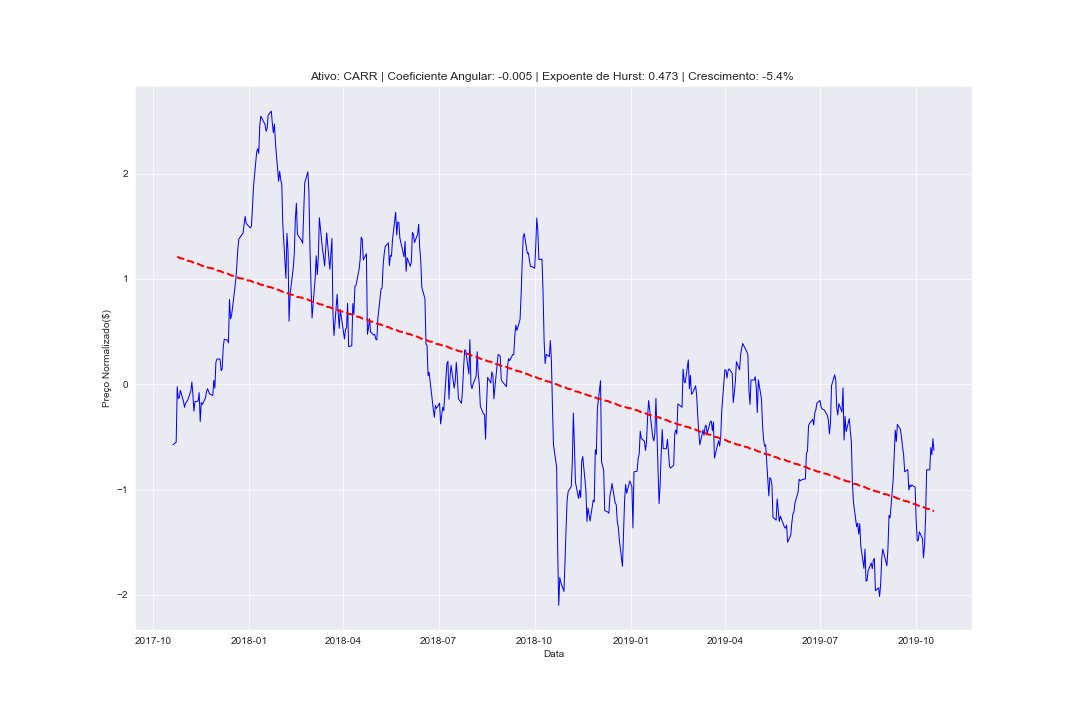 Ativo: CARR | Coeficiente Angular: -0.005 | Expoente de Hurst: 0.473 | Crescimento: -5.4%
Preço Normalizado($)
2
1
0
−1
−2
2017-10 2018-01 2018-04 2018-07 2018-10 2019-01 2019-04 2019-07 2019-10
Data